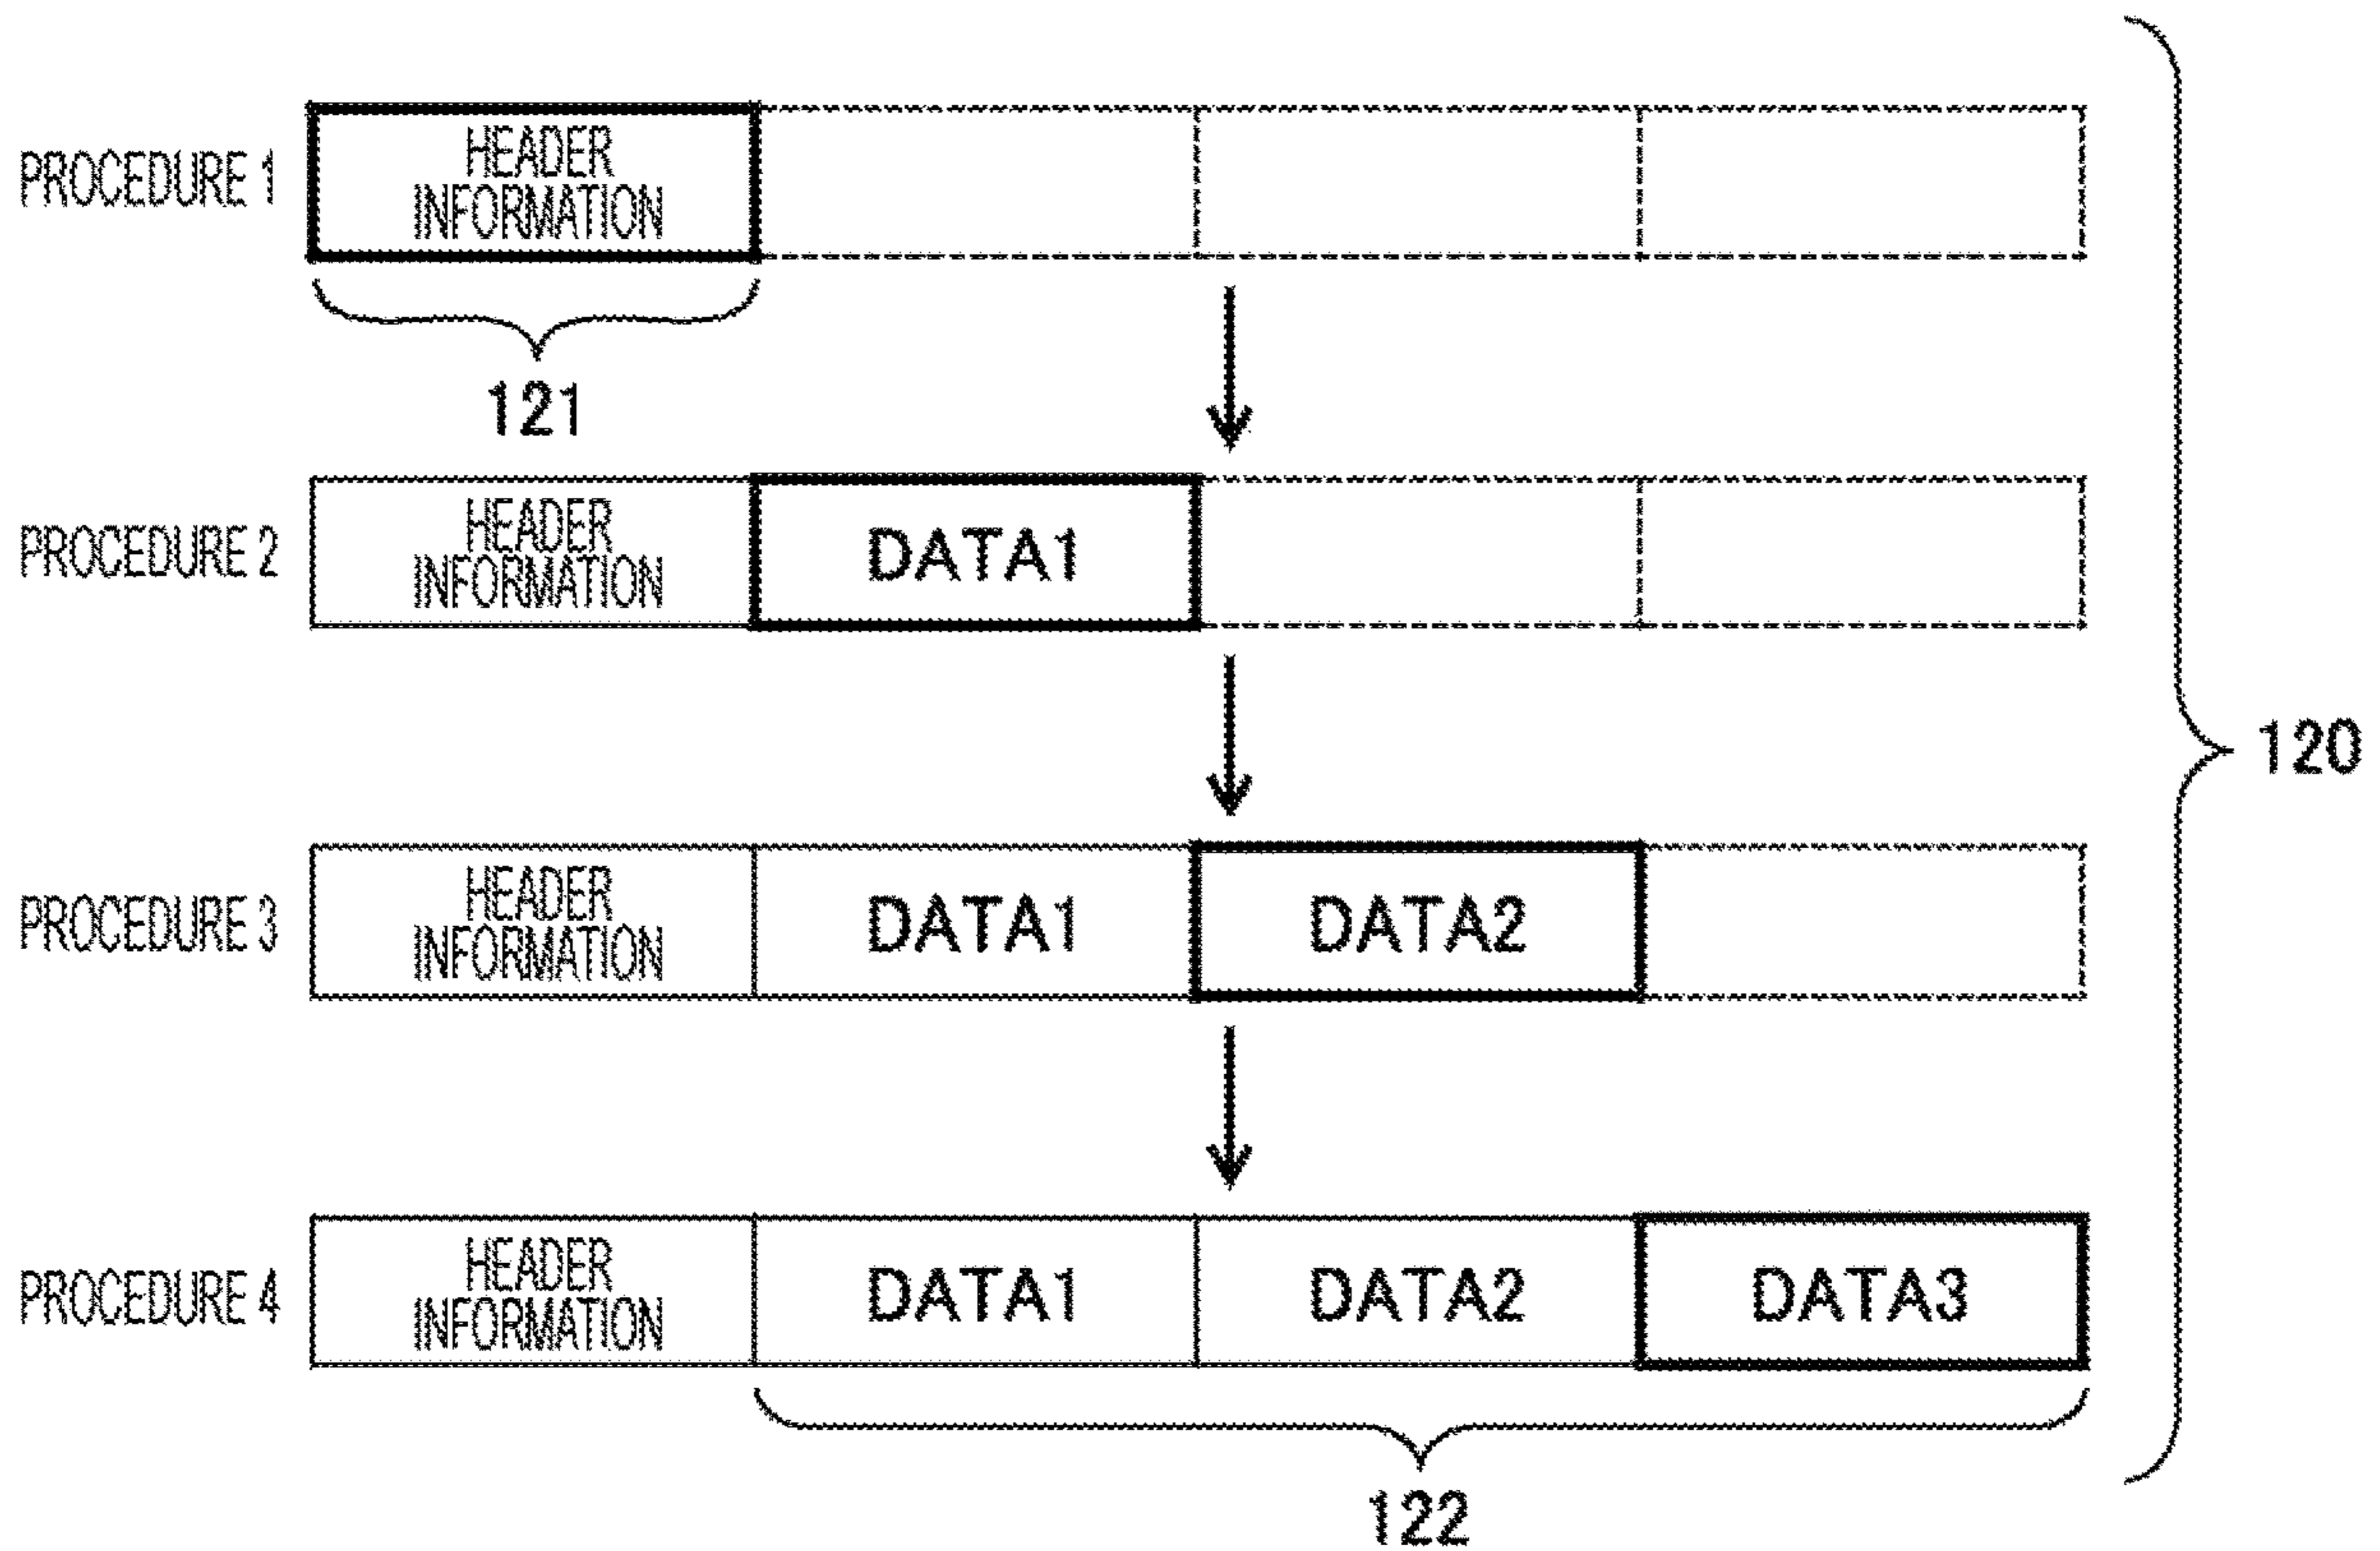 PROCEDURE 1
HEADER
INFORMATION
121
PROCEDURE 2
HEADER
INFORMATION
DATA1
PROCEDURE 3
HEADER
INFORMATION
DATA1
DATA2
120
PROCEDURE 4
HEADER
INFORMATION
DATA1
DATA2
DATA3
122